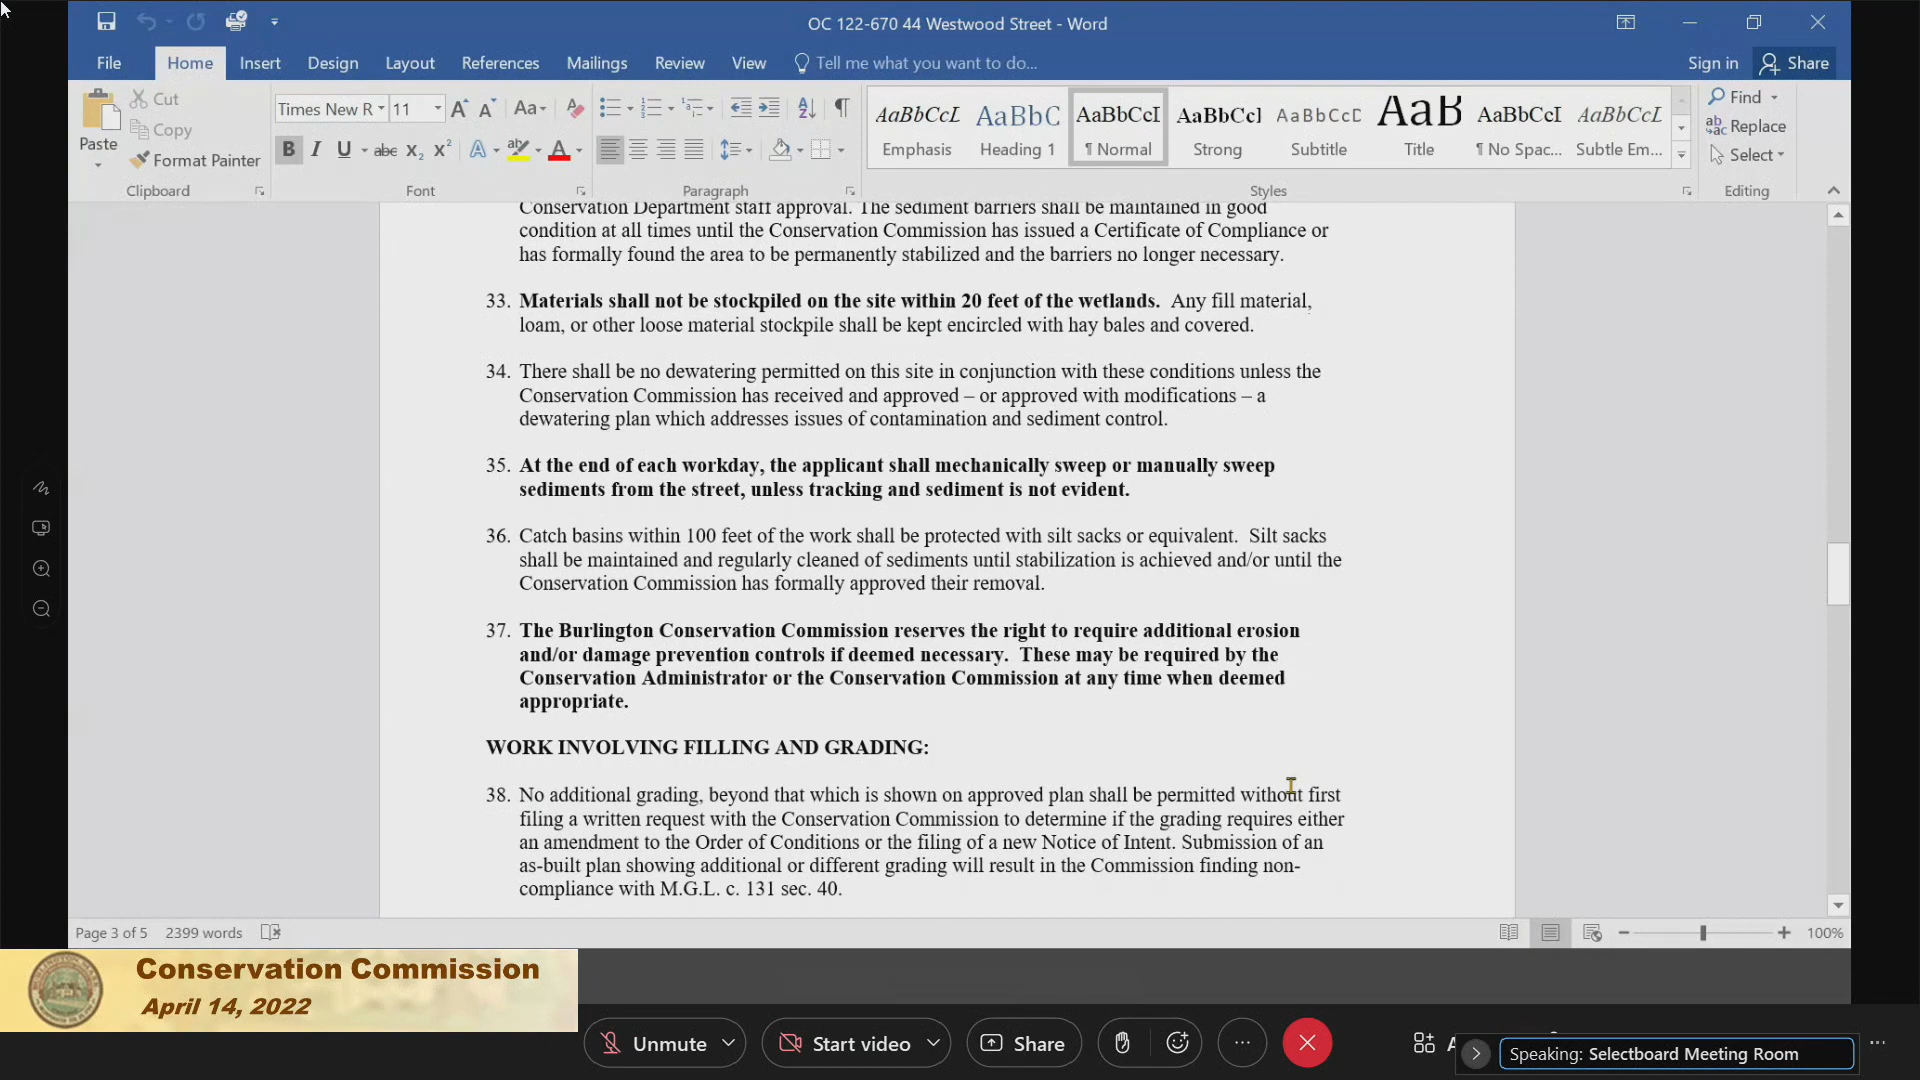 OC 122-670 44 Westwood Street - Word
File Home Insert Design Layout References Mailings Review View Tell me what you want to do... Sign in Share
Paste
Cut
Copy
Format Painter
Clipboard
Times New R 11
Font
Paragraph
AaBbCcI AaBbC AaBbCcI AaBbCcI AaBbCcD AaB AaBbCcI AaBbCcI
Emphasis Heading 1 ¶ Normal Strong Subtitle Title ¶ No Spac... Subtle Em...
Styles
Find
Replace
Select
Editing
Conservation Department staff approval. The sediment barriers shall be maintained in good
condition at all times until the Conservation Commission has issued a Certificate of Compliance or
has formally found the area to be permanently stabilized and the barriers no longer necessary.
33. Materials shall not be stockpiled on the site within 20 feet of the wetlands. Any fill material,
loam, or other loose material stockpile shall be kept encircled with hay bales and covered.
34. There shall be no dewatering permitted on this site in conjunction with these conditions unless the
Conservation Commission has received and approved – or approved with modifications – a
dewatering plan which addresses issues of contamination and sediment control.
35. At the end of each workday, the applicant shall mechanically sweep or manually sweep
sediments from the street, unless tracking and sediment is not evident.
36. Catch basins within 100 feet of the work shall be protected with silt sacks or equivalent. Silt sacks
shall be maintained and regularly cleaned of sediments until stabilization is achieved and/or until the
Conservation Commission has formally approved their removal.
37. The Burlington Conservation Commission reserves the right to require additional erosion
and/or damage prevention controls if deemed necessary. These may be required by the
Conservation Administrator or the Conservation Commission at any time when deemed
appropriate.
WORK INVOLVING FILLING AND GRADING:
38. No additional grading, beyond that which is shown on approved plan shall be permitted without first
filing a written request with the Conservation Commission to determine if the grading requires either
an amendment to the Order of Conditions or the filing of a new Notice of Intent. Submission of an
as-built plan showing additional or different grading will result in the Commission finding non-
compliance with M.G.L. c. 131 sec. 40.
Page 3 of 5 2399 words 100%
Conservation Commission
April 14, 2022
Unmute Start video Share
Speaking: Selectboard Meeting Room